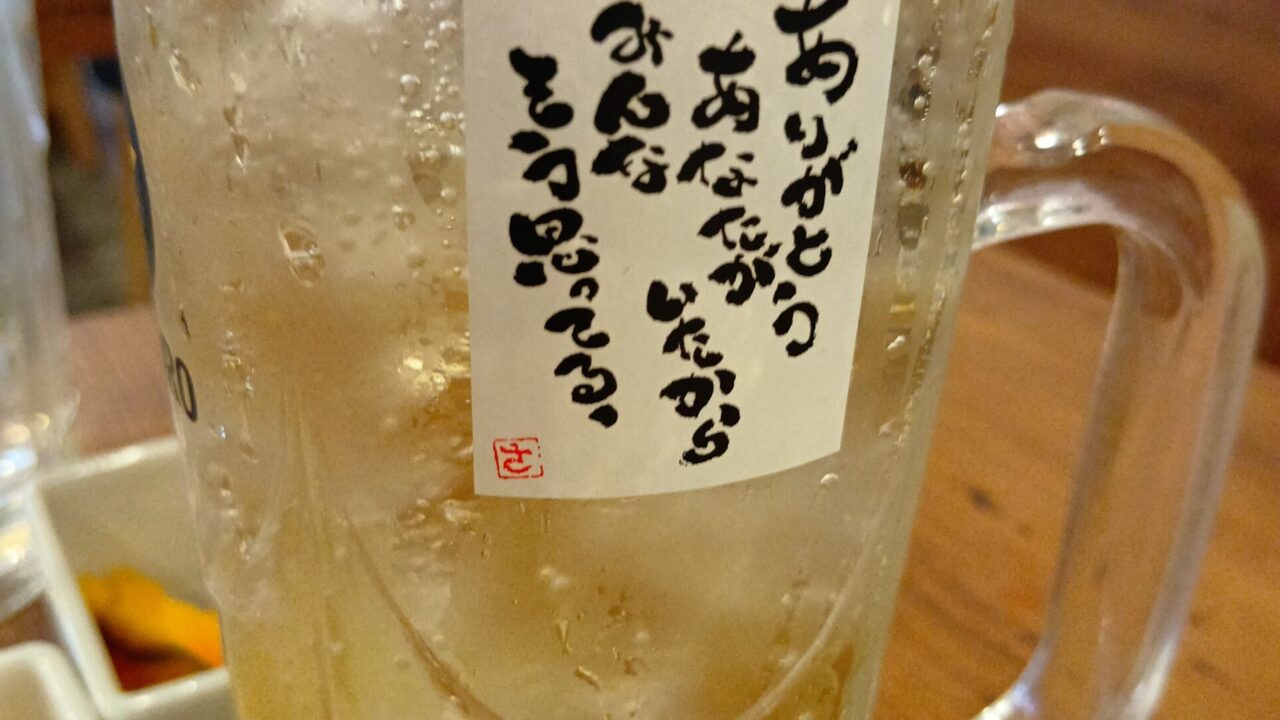 ありがとう
あなたが
いたから
みんな
そう思ってる、
RO